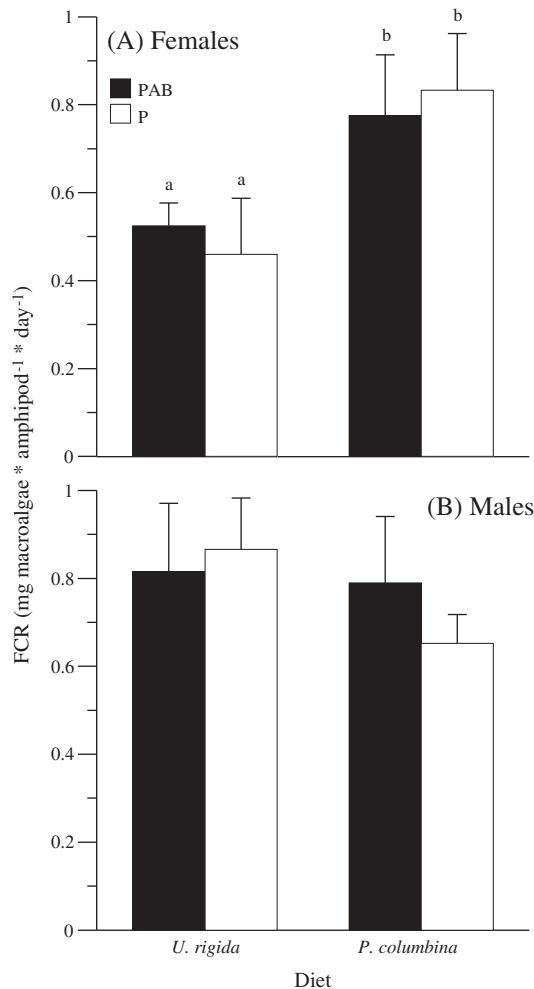 (A) Females
PAB
P
a
a
b
b
1
0.8
0.6
0.4
0.2
0
FCR (mg macroalgae * amphipod⁻¹ * day⁻¹)
(B) Males
1
0.8
0.6
0.4
0.2
0
U. rigida
P. columbina
Diet